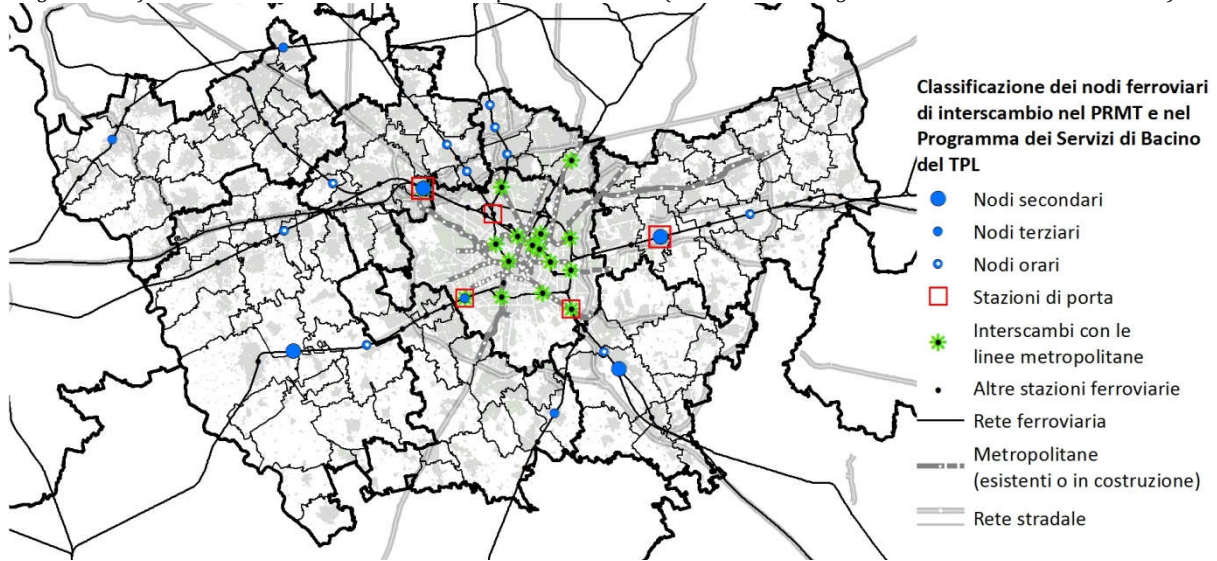 Classificazione dei nodi ferroviari
di interscambio nel PRMT e nel
Programma dei Servizi di Bacino
del TPL
Nodi secondari
Nodi terziari
Nodi orari
Stazioni di porta
Interscambi con le
linee metropolitane
Altre stazioni ferroviarie
Rete ferroviaria
Metropolitane
(esistenti o in costruzione)
Rete stradale